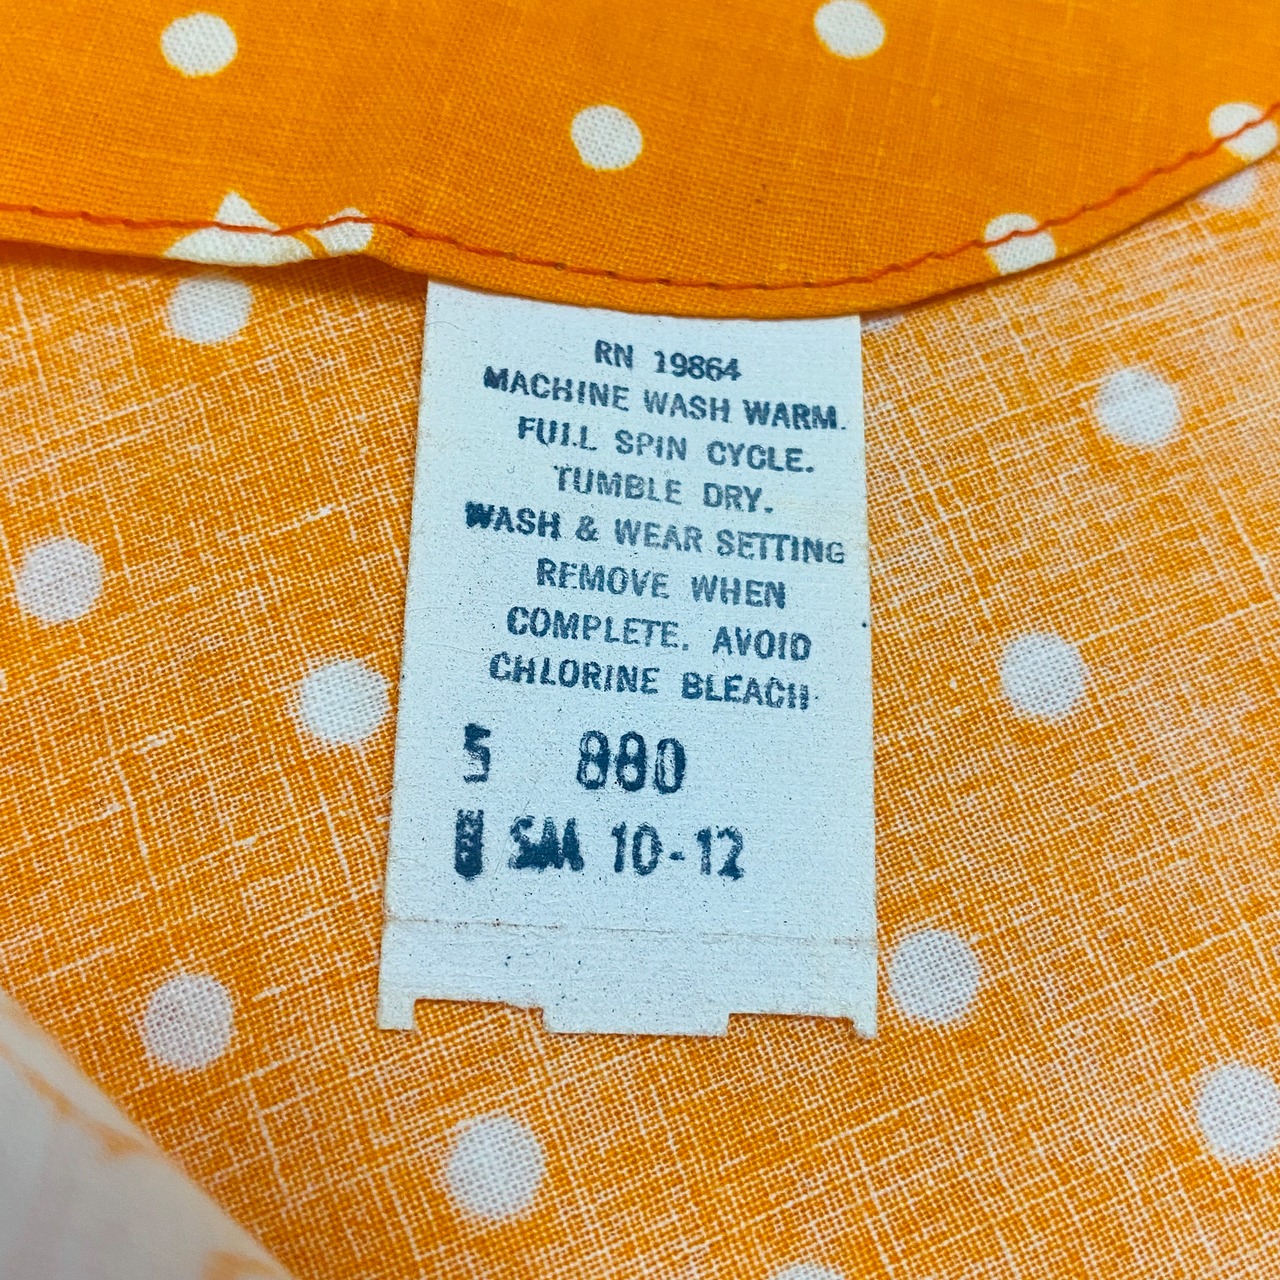 RN 19864
MACHINE WASH WARM.
FULL SPIN CYCLE.
TUMBLE DRY.
WASH & WEAR SETTING
REMOVE WHEN
COMPLETE. AVOID
CHLORINE BLEACH.
880
SM 10-12